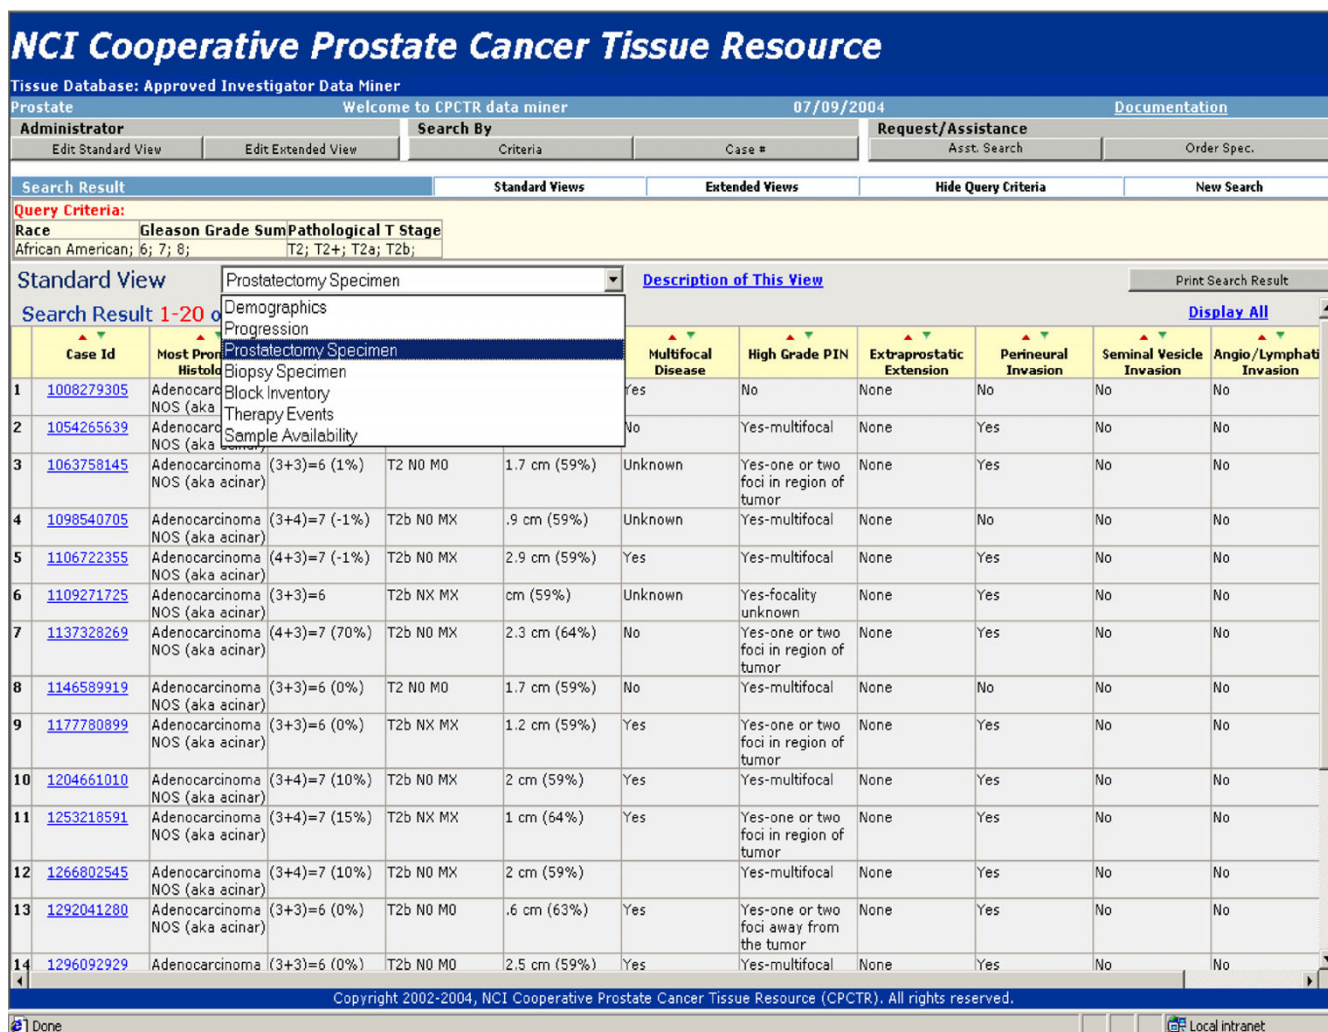 NCI Cooperative Prostate Cancer Tissue Resource
Tissue Database: Approved Investigator Data Miner
Prostate Welcome to CPCTR data miner 07/09/2004 Documentation
Administrator Search By Request/Assistance
Edit Standard View Edit Extended View Criteria Case # Asst. Search Order Spec.
Search Result Standard Views Extended Views Hide Query Criteria New Search
Query Criteria:
Race Gleason Grade Sum Pathological T Stage
African American; 6; 7; 8; T2; T2+; T2a; T2b;
Standard View Prostatectomy Specimen Description of This View Print Search Result
Search Result 1-20 o Display All
Demographics
Progression
Prostatectomy Specimen
Biopsy Specimen
Block Inventory
Therapy Events
Sample Availability
Case Id Most Pron Multifocal High Grade PIN Extraprostatic Perineural Seminal Vesicle Angio/Lymphati
Histolo Disease Extension Invasion Invasion Invasion
1 1008279305 Adenocarc Yes No None No No No
NOS (aka
2 1054265639 Adenocarc No Yes-multifocal None Yes No No
NOS (aka
3 1063758145 Adenocarcinoma (3+3)=6 (1%) T2 N0 M0 1.7 cm (59%) Unknown Yes-one or two None Yes No No
NOS (aka acinar) foci in region of
tumor
4 1098540705 Adenocarcinoma (3+4)=7 (-1%) T2b N0 MX .9 cm (59%) Unknown Yes-multifocal None No No No
NOS (aka acinar)
5 1106722355 Adenocarcinoma (4+3)=7 (-1%) T2b N0 MX 2.9 cm (59%) Yes Yes-multifocal None Yes No No
NOS (aka acinar)
6 1109271725 Adenocarcinoma (3+3)=6 T2b NX MX cm (59%) Unknown Yes-focality None Yes No No
NOS (aka acinar) unknown
7 1137328269 Adenocarcinoma (4+3)=7 (70%) T2b N0 MX 2.3 cm (64%) No Yes-one or two None Yes No No
NOS (aka acinar) foci in region of
tumor
8 1146589919 Adenocarcinoma (3+3)=6 (0%) T2 N0 M0 1.7 cm (59%) No Yes-multifocal None No No No
NOS (aka acinar)
9 1177780899 Adenocarcinoma (3+3)=6 (0%) T2b NX MX 1.2 cm (59%) Yes Yes-one or two None Yes No No
NOS (aka acinar) foci in region of
tumor
10 1204661010 Adenocarcinoma (3+4)=7 (10%) T2b N0 MX 2 cm (59%) Yes Yes-multifocal None Yes No No
NOS (aka acinar)
11 1253218591 Adenocarcinoma (3+4)=7 (15%) T2b NX MX 1 cm (64%) Yes Yes-one or two None Yes No No
NOS (aka acinar) foci in region of
tumor
12 1266802545 Adenocarcinoma (3+4)=7 (10%) T2b N0 MX 2 cm (59%) Yes-multifocal None Yes No No
NOS (aka acinar)
13 1292041280 Adenocarcinoma (3+3)=6 (0%) T2b N0 M0 .6 cm (63%) Yes Yes-one or two None Yes No No
NOS (aka acinar) foci away from
the tumor
14 1296092929 Adenocarcinoma (3+3)=6 (0%) T2b N0 M0 2.5 cm (59%) Yes Yes-multifocal None Yes No No
Copyright 2002-2004, NCI Cooperative Prostate Cancer Tissue Resource (CPCTR). All rights reserved.
Done Local intranet